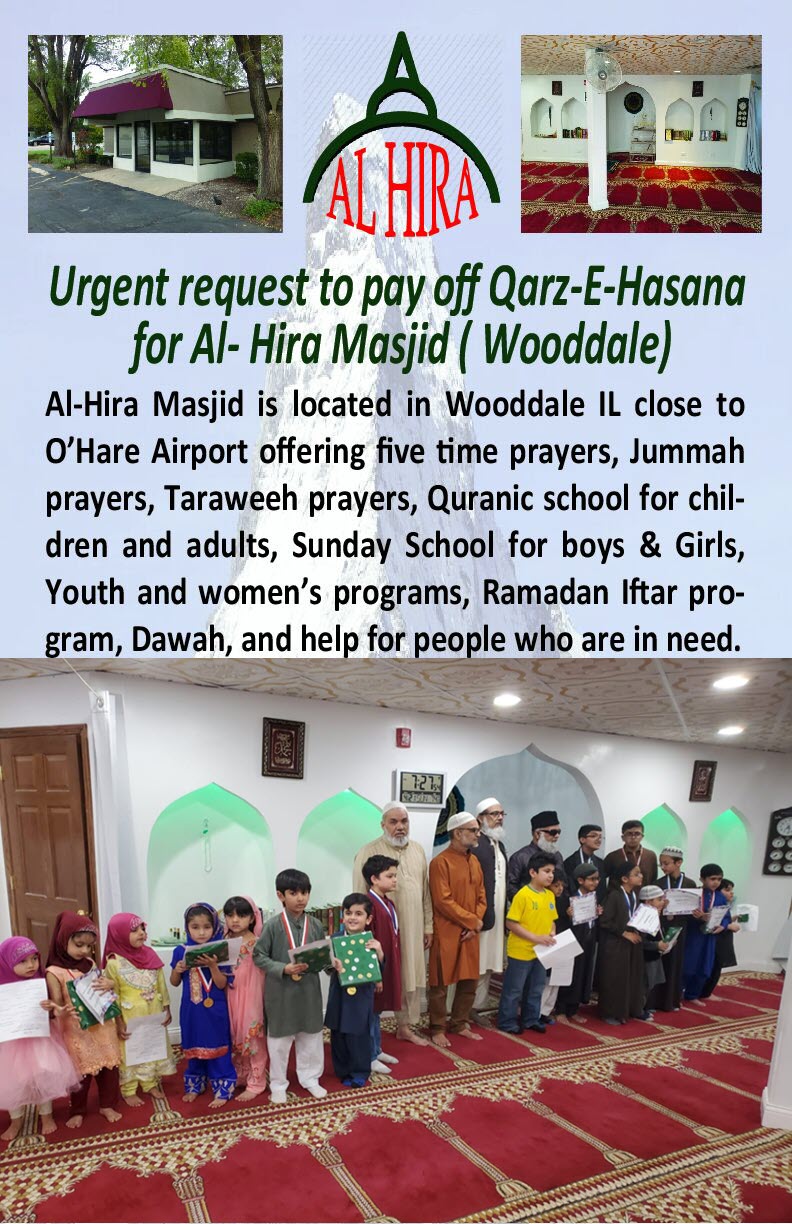 AL HIRA
Urgent request to pay off Qarz-E-Hasana
for Al- Hira Masjid ( Wooddale)
Al-Hira Masjid is located in Wooddale IL close to
O’Hare Airport offering five time prayers, Jummah
prayers, Taraweeh prayers, Quranic school for chil-
dren and adults, Sunday School for boys & Girls,
Youth and women’s programs, Ramadan Iftar pro-
gram, Dawah, and help for people who are in need.
7:27